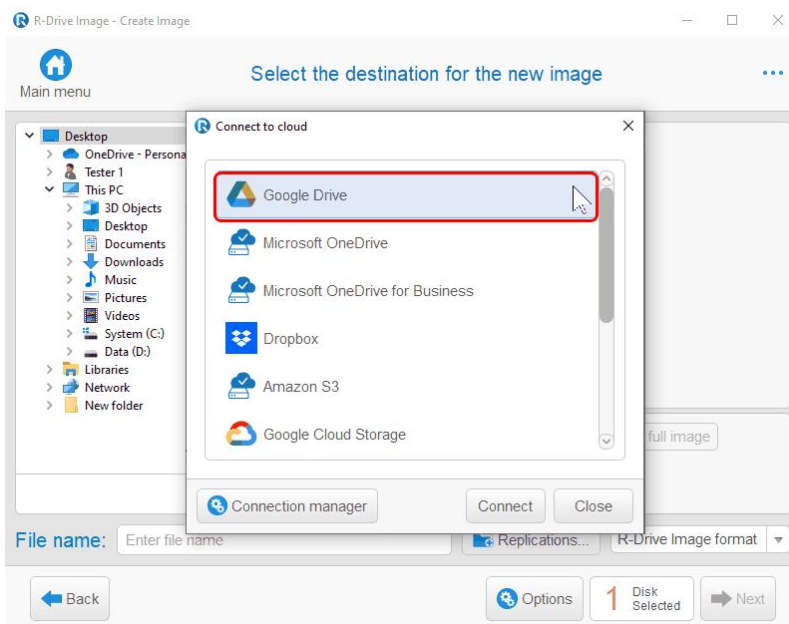 R-Drive Image - Create Image
Main menu
Select the destination for the new image
Desktop
OneDrive - Persona
Tester 1
This PC
3D Objects
Desktop
Documents
Downloads
Music
Pictures
Videos
System (C:)
Data (D:)
Libraries
Network
New folder
Connect to cloud
Google Drive
Microsoft OneDrive
Microsoft OneDrive for Business
Dropbox
Amazon S3
Google Cloud Storage
Connection manager
Connect
Close
full image
File name:
Enter file name
Replications...
R-Drive Image format
Back
Options
1 Disk
Selected
Next